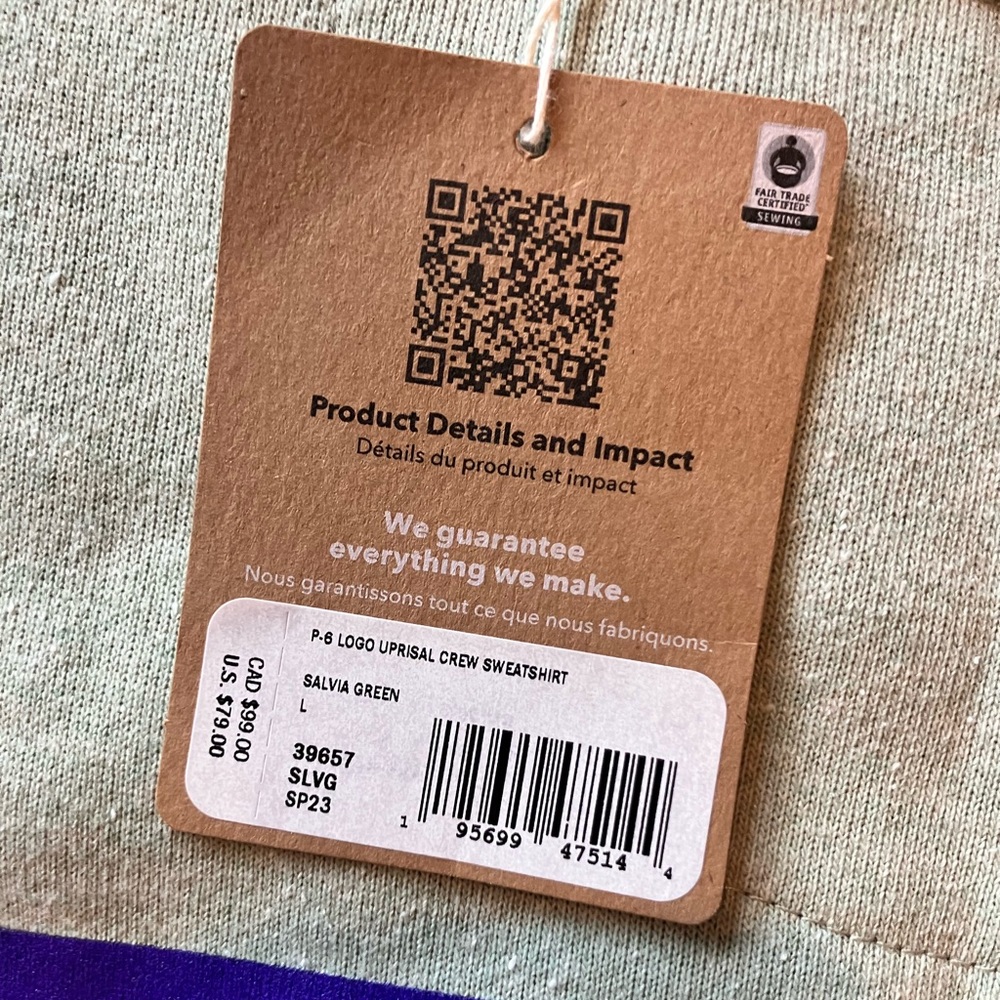 FAIR TRADE
CERTIFIED™
SEWING
Product Details and Impact
Détails du produit et impact
We guarantee
everything we make.
Nous garantissons tout ce que nous fabriquons.
P-6 LOGO UPRISAL CREW SWEATSHIRT
SALVIA GREEN
L
39657
SLVG
SP23
CAD $99.00
U.S. $79.00
1 95699 47514 4